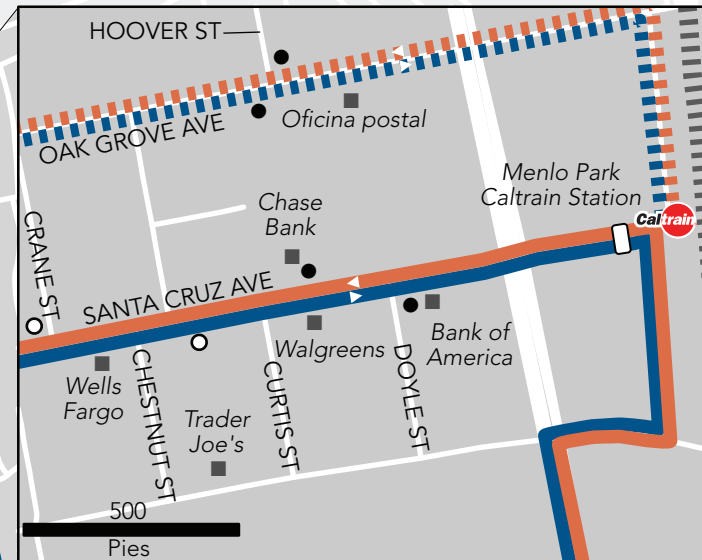 HOOVER ST
Oficina postal
OAK GROVE AVE
Menlo Park
Caltrain Station
Caltrain
Chase
Bank
CRANE ST
SANTA CRUZ AVE
Walgreens
Bank of
America
Wells
Fargo
CHESTNUT ST
CURTIS ST
DOYLE ST
Trader
Joe's
500
Pies